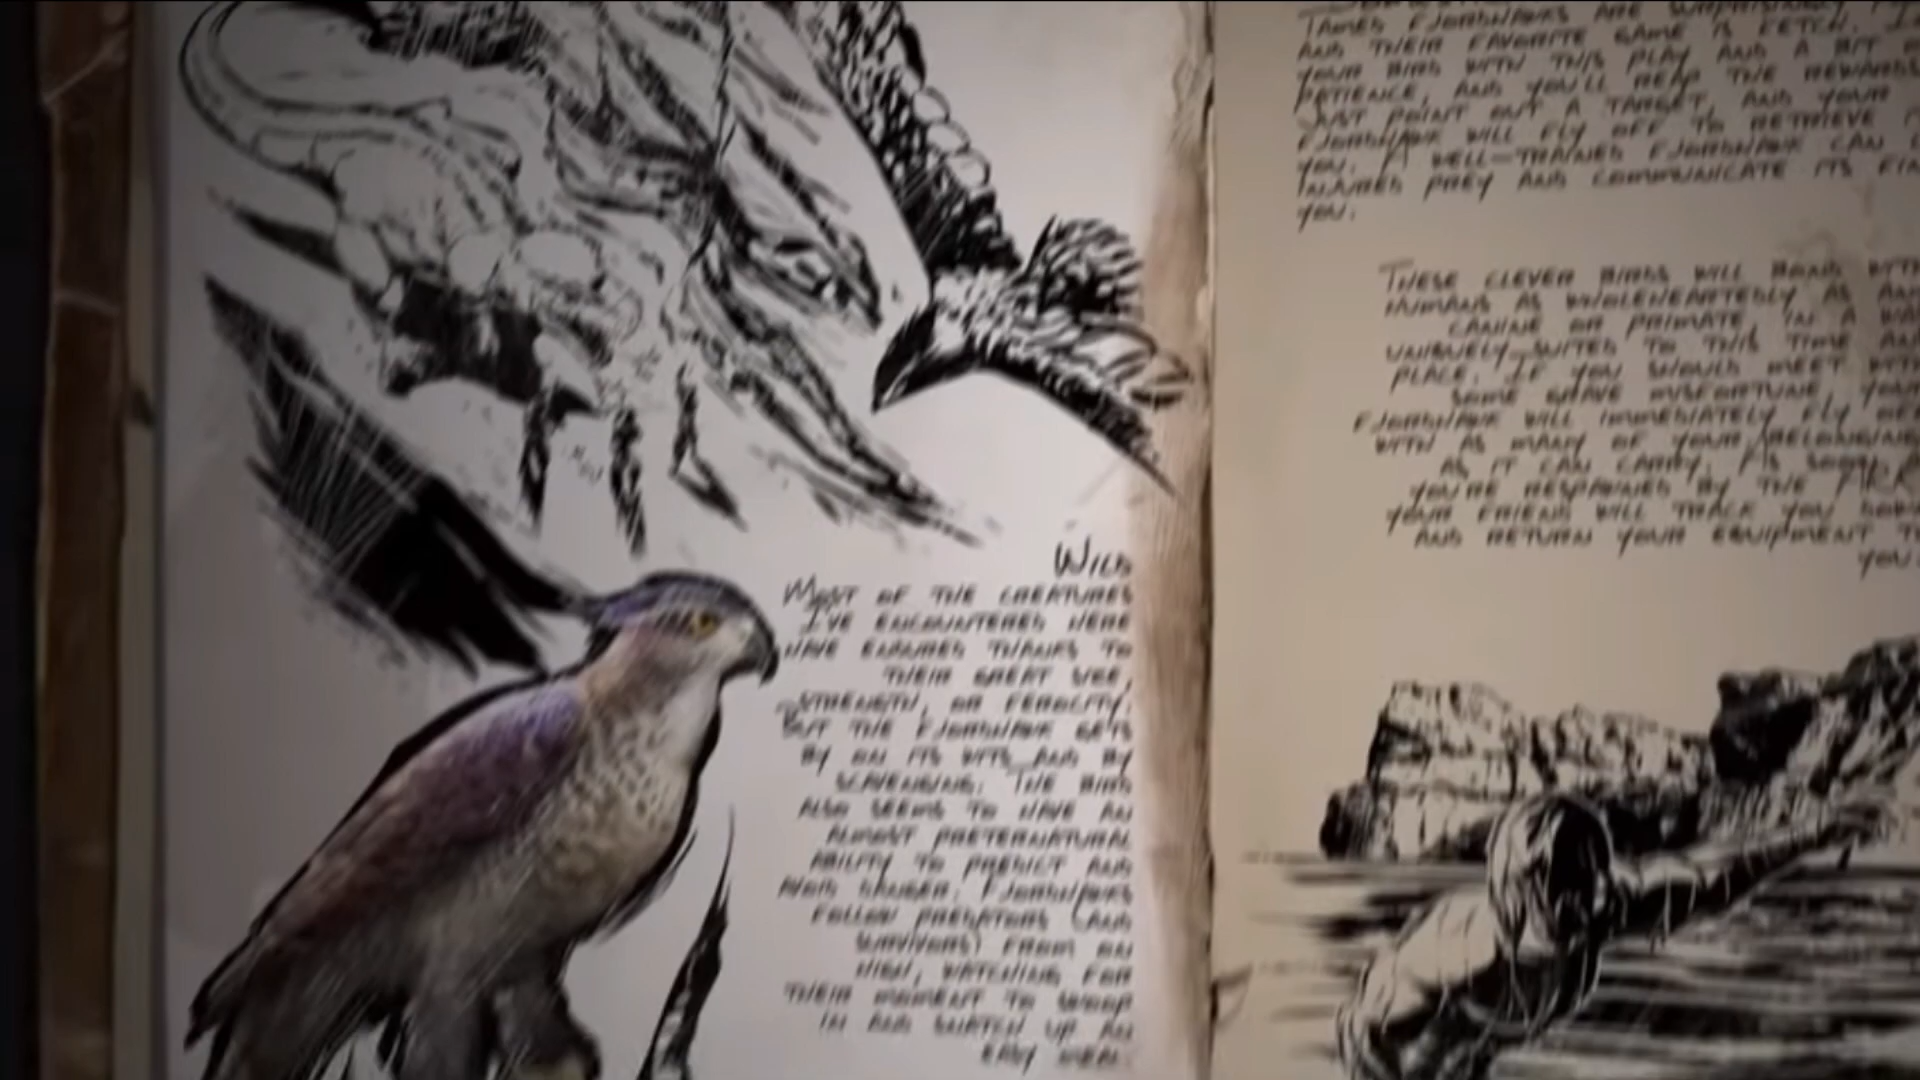 Wild
Most of the creatures
I've encountered here
have endured thanks to
their great size,
strength, or ferocity.
But the Fjordhawk gets
by on its wits and by
scavenging. The bird
also seems to have an
almost preternatural
ability to predict and
avoid danger. Fjordhawks
follow predators (and
survivors) from on
high, watching for
their moment to swoop
in and snatch up an
easy meal.
Tamed Fjordhawks are surprisingly
and their favorite game is fetch.
your bird with this play and a bit
patience, and you'll reap the rewards
Just point out a target, and your
Fjordhawk will fly off to retrieve
you. A well-trained Fjordhawk can
injured prey and communicate its
you.
These clever birds will bond with
humans as wholeheartedly as any
canine or primate, in a way
uniquely suited to this time and
place. If you should meet with
some grave misfortune, your
Fjordhawk will immediately fly off
with as many of your belongings
as it can carry. As soon as
you're respawned by the ARK
your friend will track you down
and return your equipment to
you.